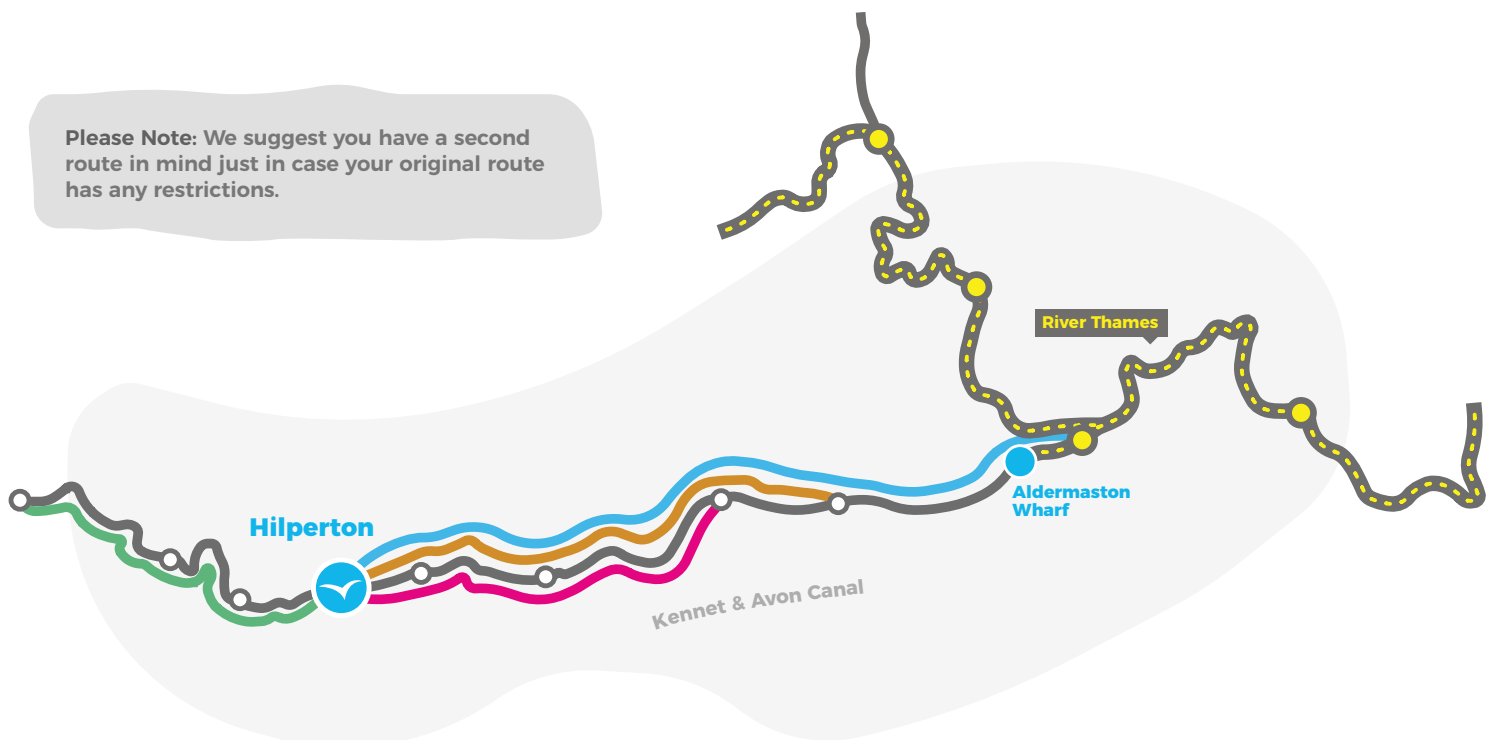 Please Note: We suggest you have a second
route in mind just in case your original route
has any restrictions.
River Thames
Aldermaston
Wharf
Hilperton
Kennet & Avon Canal